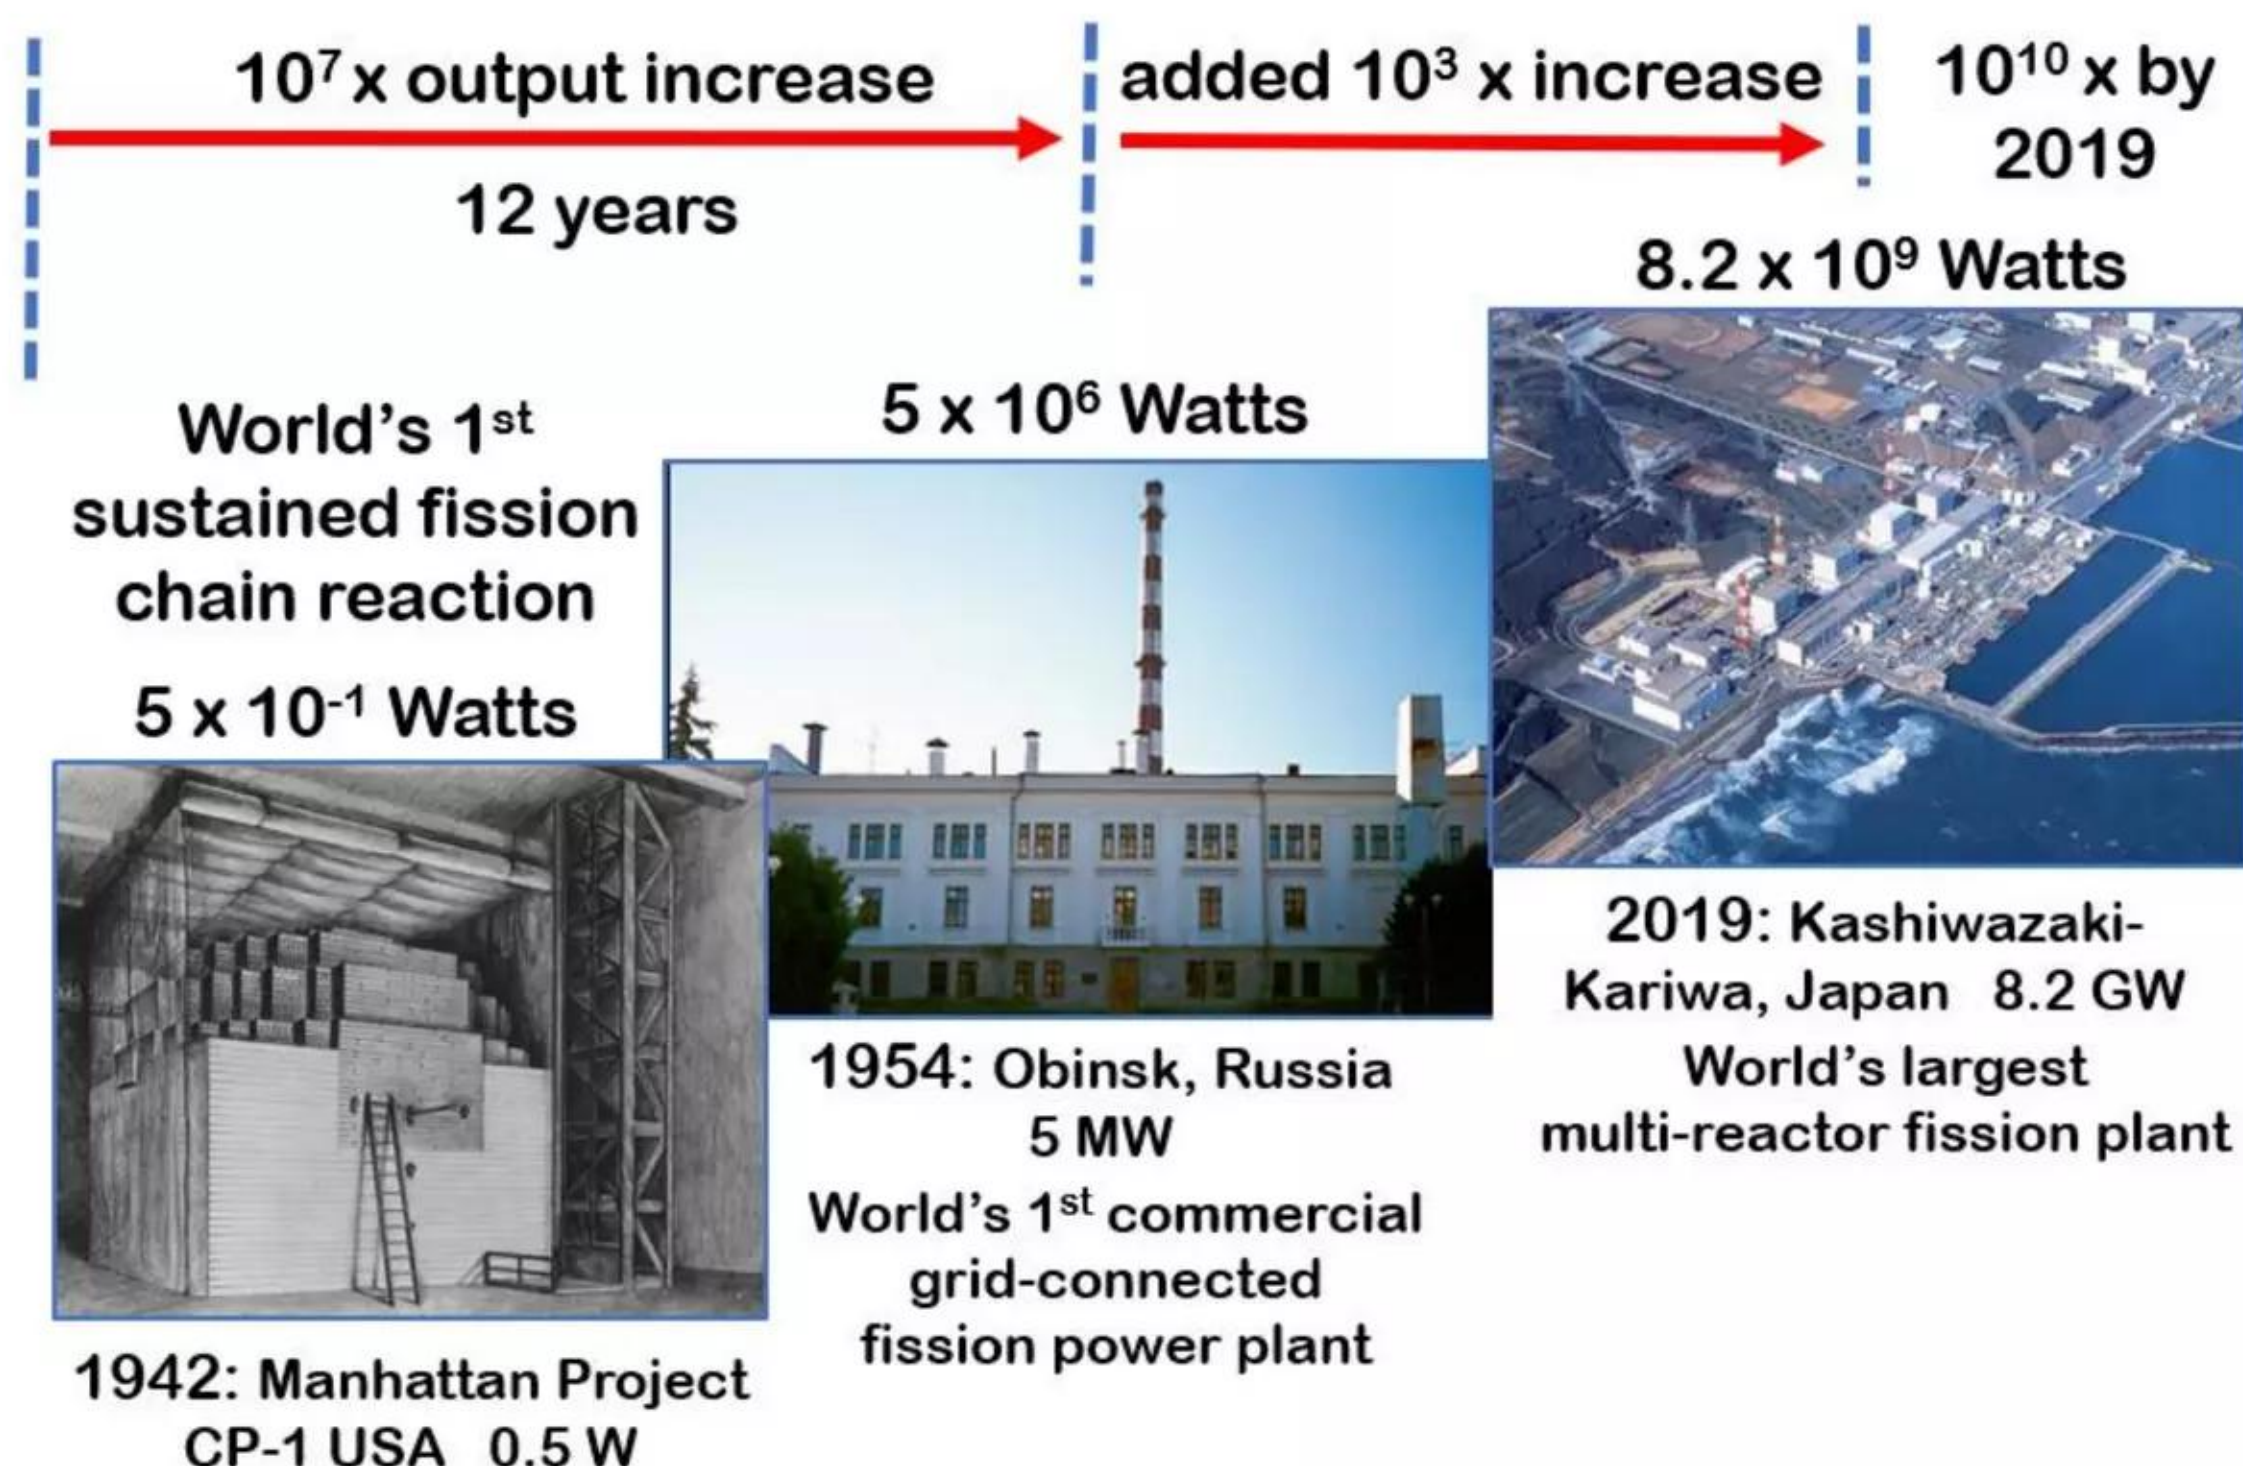 10⁷ x output increase
12 years
added 10³ x increase
10¹⁰ x by
2019
8.2 x 10⁹ Watts
5 x 10⁶ Watts
World's 1ˢᵗ
sustained fission
chain reaction
5 x 10⁻¹ Watts
1942: Manhattan Project
CP-1 USA 0.5 W
1954: Obinsk, Russia
5 MW
World's 1ˢᵗ commercial
grid-connected
fission power plant
2019: Kashiwazaki-
Kariwa, Japan 8.2 GW
World's largest
multi-reactor fission plant